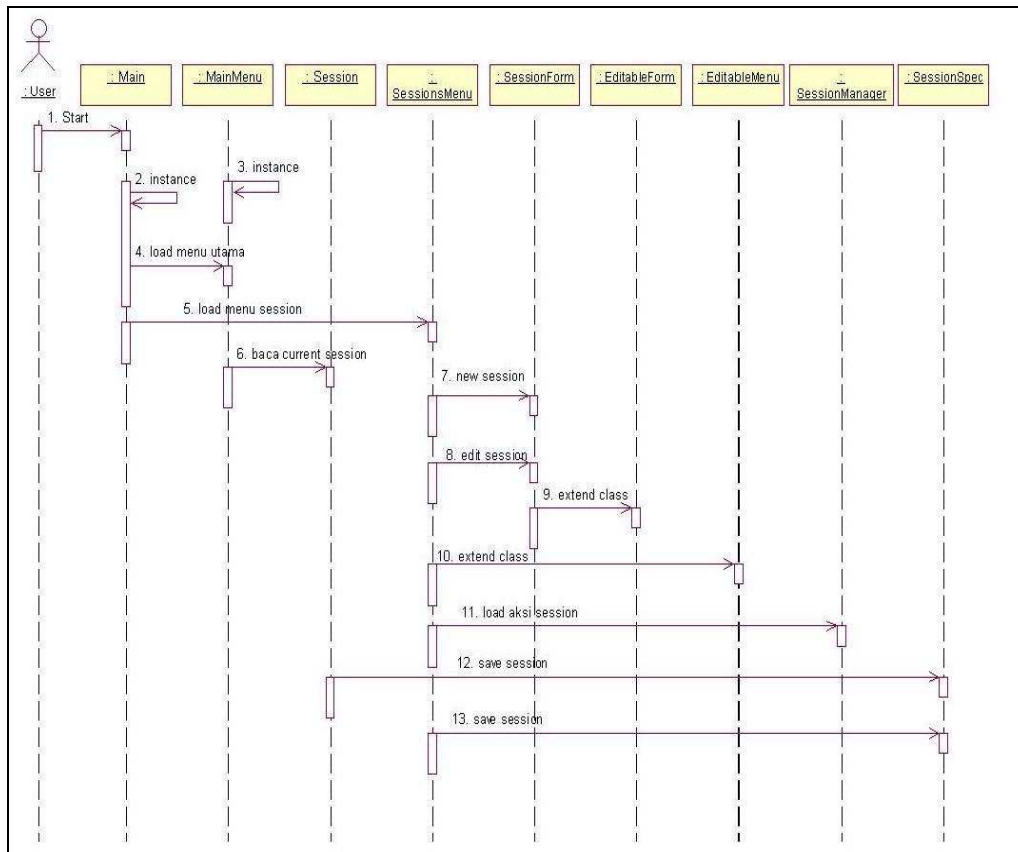 : User
: Main
: MainMenu
: Session
:
SessionsMenu
: SessionForm
: EditableForm
: EditableMenu
:
SessionManager
: SessionSpec
1. Start
2. instance
3. instance
4. load menu utama
5. load menu session
6. baca current session
7. new session
8. edit session
9. extend class
10. extend class
11. load aksi session
12. save session
13. save session